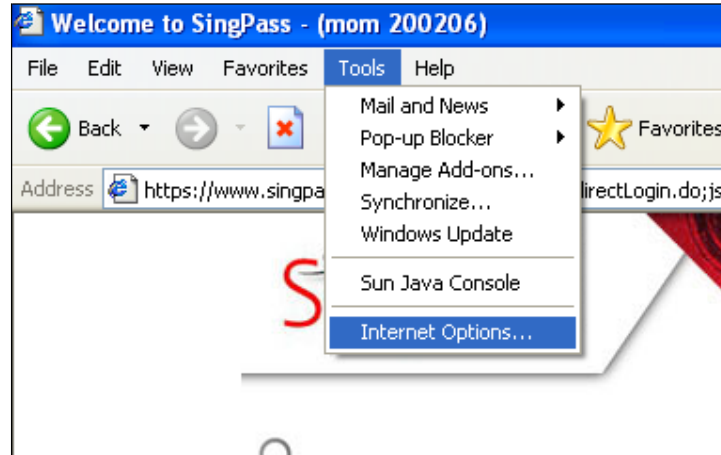 Welcome to SingPass - (mom 200206)
File Edit View Favorites Tools Help
Back Favorites
Address https://www.singpa irectLogin.do;js
Mail and News
Pop-up Blocker
Manage Add-ons...
Synchronize...
Windows Update
Sun Java Console
Internet Options...
S